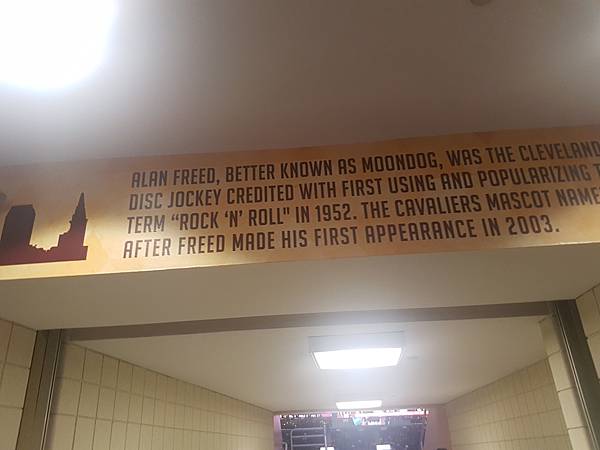 ALAN FREED, BETTER KNOWN AS MOONDOG, WAS THE CLEVELAND
DISC JOCKEY CREDITED WITH FIRST USING AND POPULARIZING
TERM "ROCK 'N' ROLL" IN 1952. THE CAVALIERS MASCOT NAME
AFTER FREED MADE HIS FIRST APPEARANCE IN 2003.